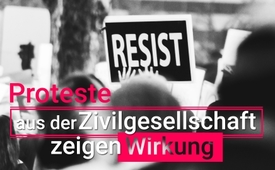 RESIST
Proteste
aus der Zivilgesellschaft
zeigen Wirkung